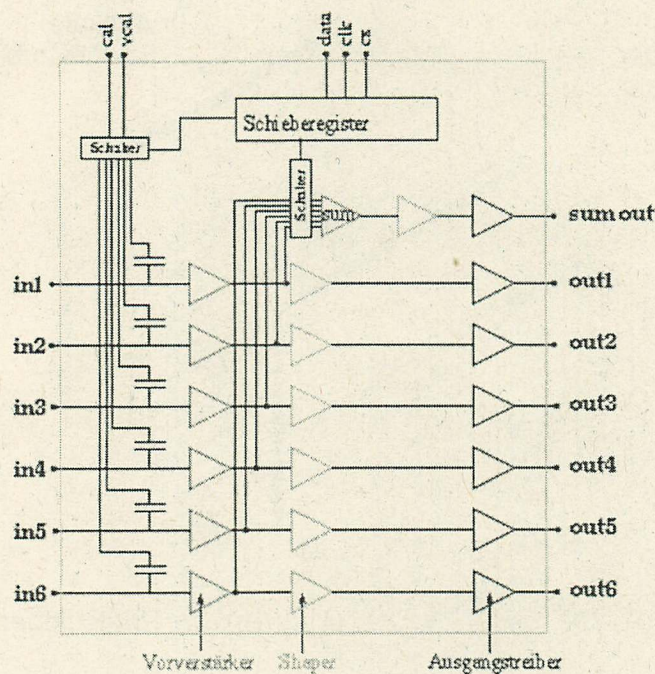 cal
vcal
data
clk
cs
Schieberegister
Schalter
Schalter
sum
sum out
in1
out1
in2
out2
in3
out3
in4
out4
in5
out5
in6
out6
Vorverstärker
Shaper
Ausgangstreiber